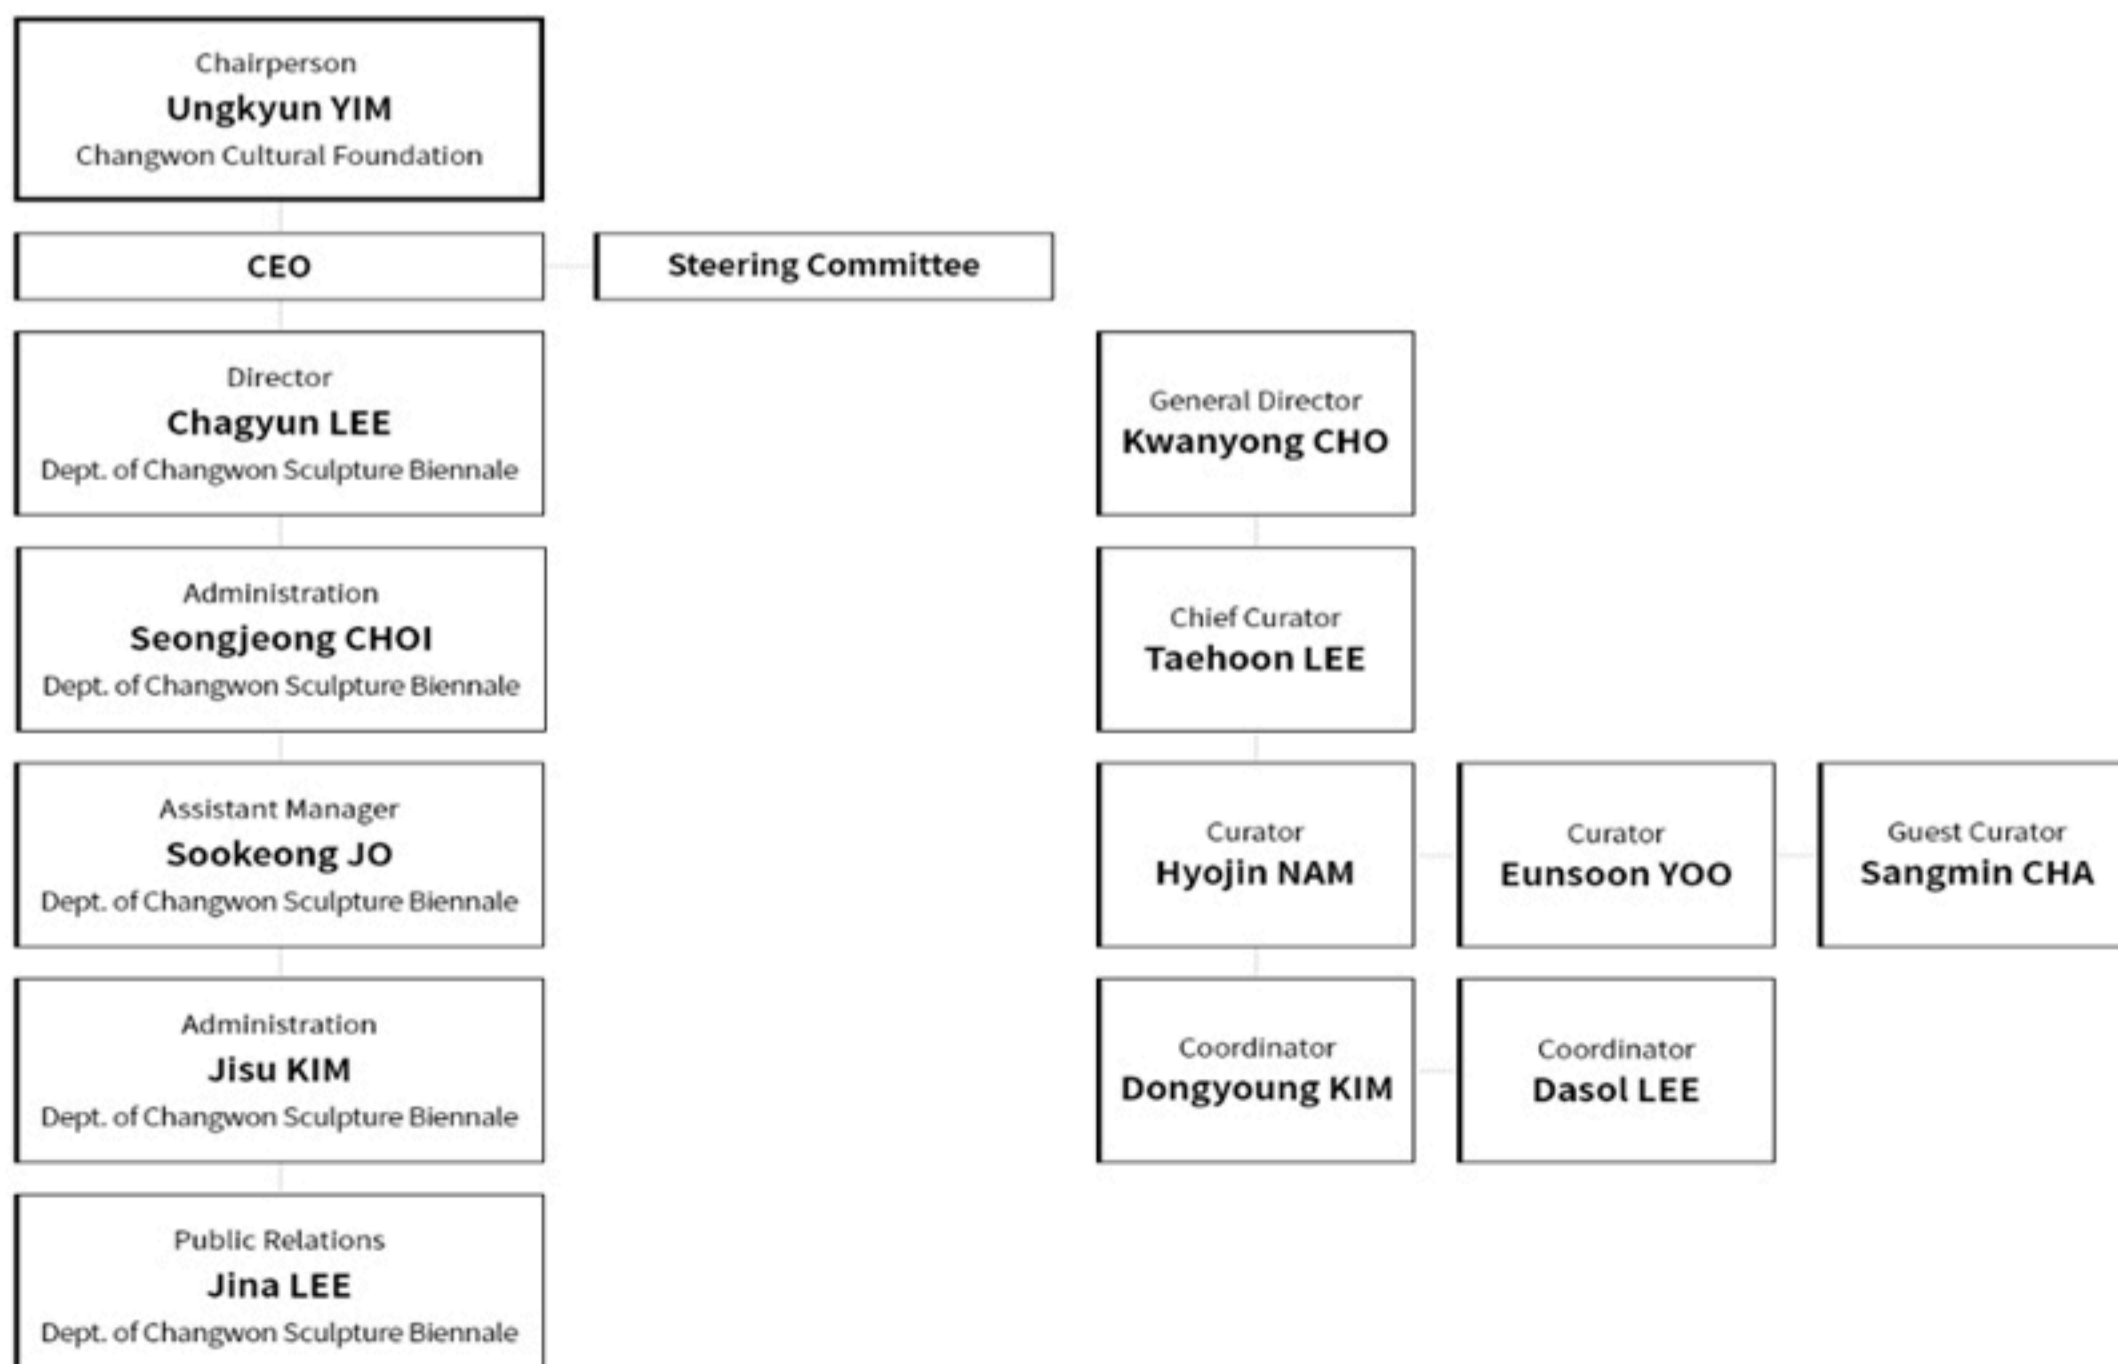 Chairperson
Ungkyun YIM
Changwon Cultural Foundation
CEO
Steering Committee
Director
Chagyun LEE
Dept. of Changwon Sculpture Biennale
General Director
Kwanyong CHO
Administration
Seongjeong CHOI
Dept. of Changwon Sculpture Biennale
Chief Curator
Taehoon LEE
Assistant Manager
Sookeong JO
Dept. of Changwon Sculpture Biennale
Curator
Hyojin NAM
Curator
Eunsoon YOO
Guest Curator
Sangmin CHA
Administration
Jisu KIM
Dept. of Changwon Sculpture Biennale
Coordinator
Dongyoung KIM
Coordinator
Dasol LEE
Public Relations
Jina LEE
Dept. of Changwon Sculpture Biennale